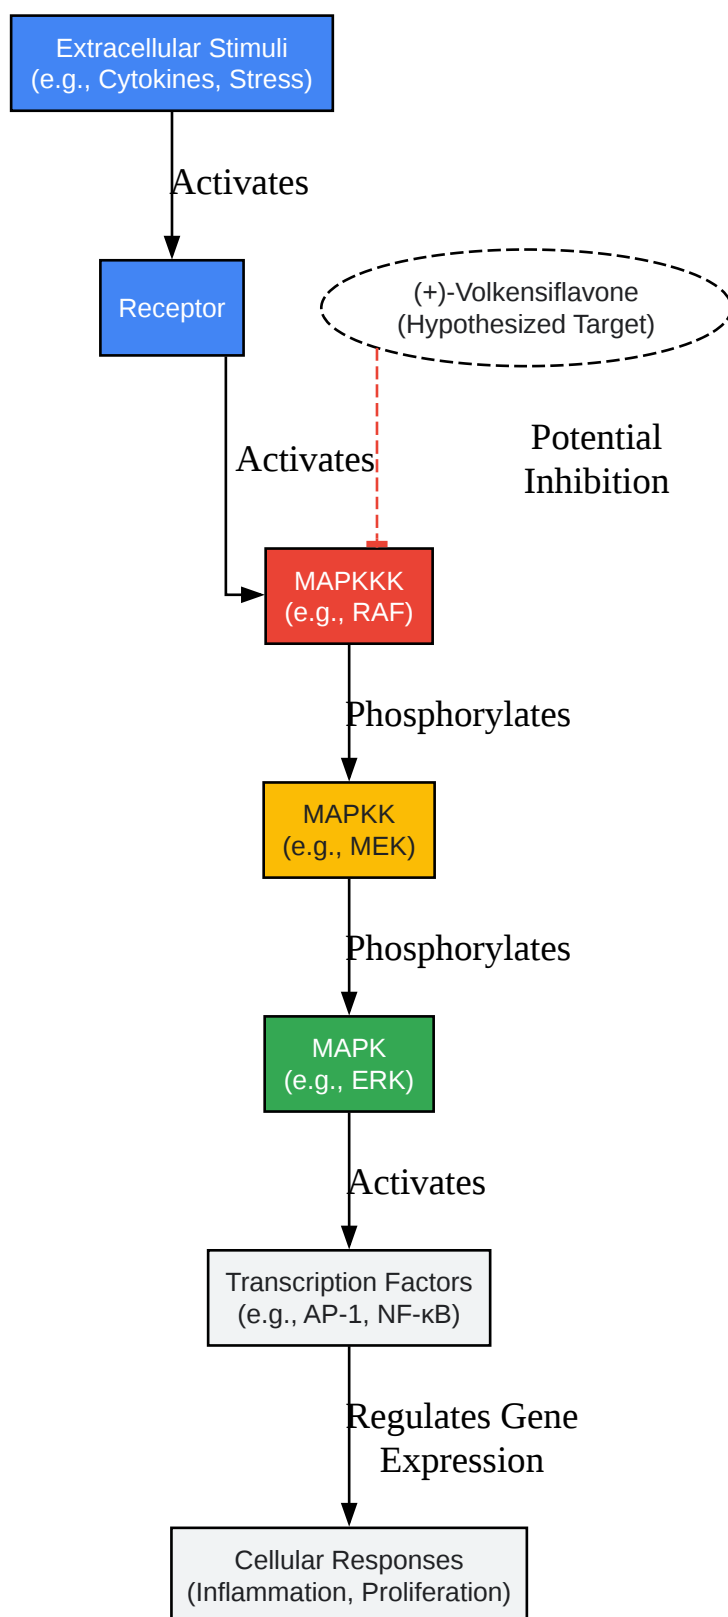 Extracellular Stimuli
(e.g., Cytokines, Stress)
Activates
Receptor
(+)-Volkensiflavone
(Hypothesized Target)
Activates
Potential
Inhibition
MAPKKK
(e.g., RAF)
Phosphorylates
MAPKK
(e.g., MEK)
Phosphorylates
MAPK
(e.g., ERK)
Activates
Transcription Factors
(e.g., AP-1, NF-κB)
Regulates Gene
Expression
Cellular Responses
(Inflammation, Proliferation)